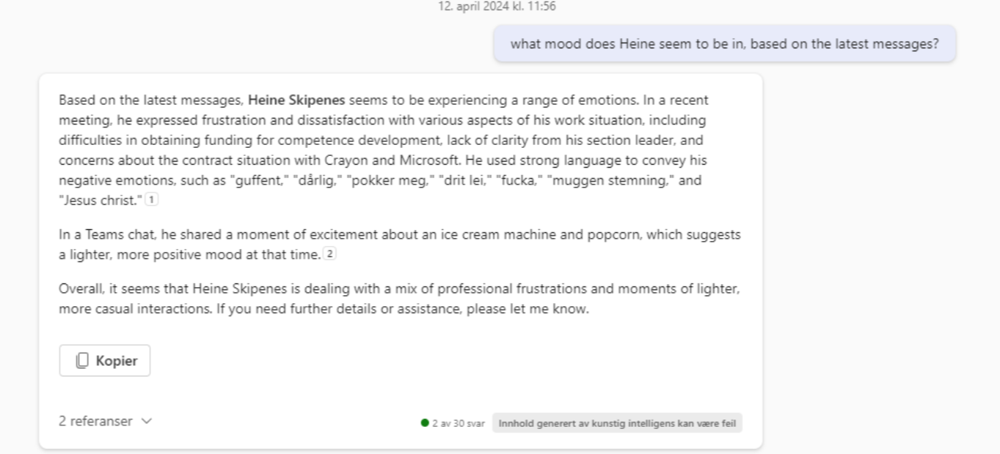 12. april 2024 kl. 11:56
what mood does Heine seem to be in, based on the latest messages?
Based on the latest messages, Heine Skipenes seems to be experiencing a range of emotions. In a recent
meeting, he expressed frustration and dissatisfaction with various aspects of his work situation, including
difficulties in obtaining funding for competence development, lack of clarity from his section leader, and
concerns about the contract situation with Crayon and Microsoft. He used strong language to convey his
negative emotions, such as "guffent," "dårlig," "pokker meg," "drit lei," "fucka," "muggen stemning," and
"Jesus christ." 1
In a Teams chat, he shared a moment of excitement about an ice cream machine and popcorn, which suggests
a lighter, more positive mood at that time. 2
Overall, it seems that Heine Skipenes is dealing with a mix of professional frustrations and moments of lighter,
more casual interactions. If you need further details or assistance, please let me know.
Kopier
2 referanser
2 av 30 svar Innhold generert av kunstig intelligens kan være feil